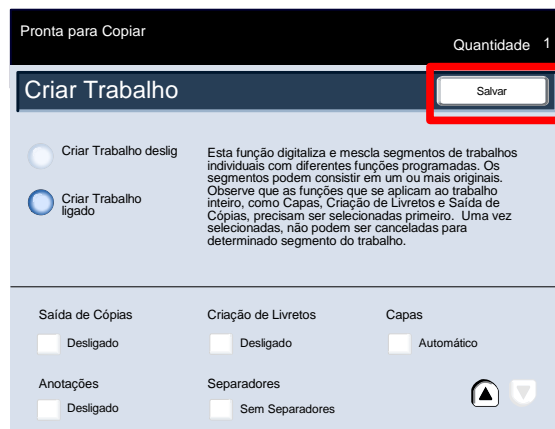 Pronta para Copiar
Quantidade 1
Criar Trabalho
Salvar
Criar Trabalho deslig
Criar Trabalho
ligado
Esta função digitaliza e mescla segmentos de trabalhos
individuais com diferentes funções programadas. Os
segmentos podem consistir em um ou mais originais.
Observe que as funções que se aplicam ao trabalho
inteiro, como Capas, Criação de Livretos e Saída de
Cópias, precisam ser selecionadas primeiro. Uma vez
selecionadas, não podem ser canceladas para
determinado segmento do trabalho.
Saída de Cópias
Desligado
Criação de Livretos
Desligado
Capas
Automático
Anotações
Desligado
Separadores
Sem Separadores